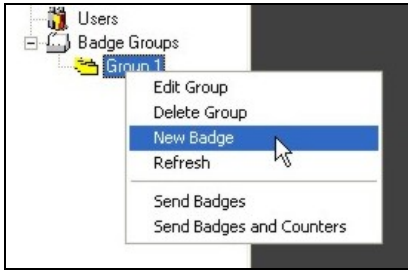 Users
Badge Groups
Group 1
Edit Group
Delete Group
New Badge
Refresh
Send Badges
Send Badges and Counters